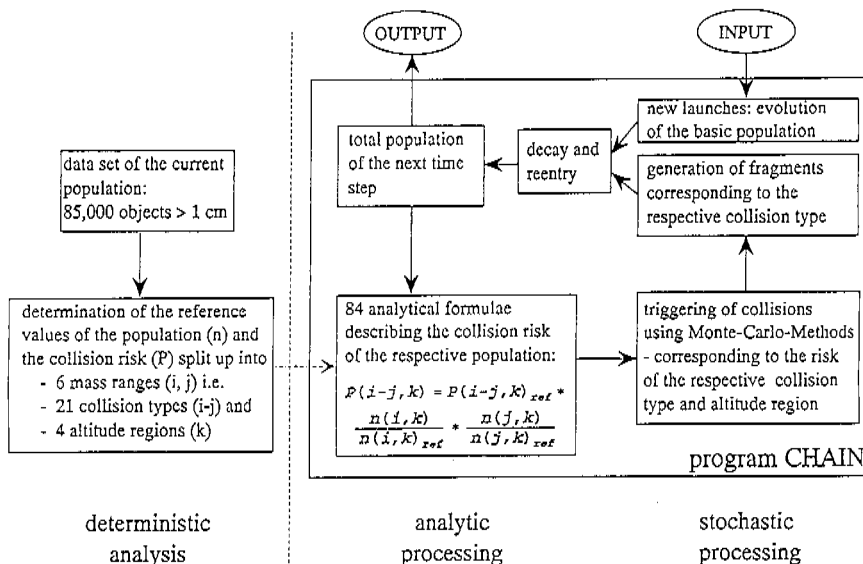 OUTPUT
INPUT
data set of the current
population:
85,000 objects > 1 cm
determination of the reference
values of the population (n) and
the collision risk (P) split up into
- 6 mass ranges (i, j) i.e.
- 21 collision types (i-j) and
- 4 altitude regions (k)
total population
of the next time
step
decay and
reentry
new launches: evolution
of the basic population
generation of fragments
corresponding to the
respective collision type
84 analytical formulae
describing the collision risk
of the respective population:
P(i-j,k) = P(i-j,k)ref *
n(i,k) / n(i,k)ref * n(j,k) / n(j,k)ref
triggering of collisions
using Monte-Carlo-Methods
- corresponding to the risk
of the respective collision
type and altitude region
program CHAIN
deterministic
analysis
analytic
processing
stochastic
processing